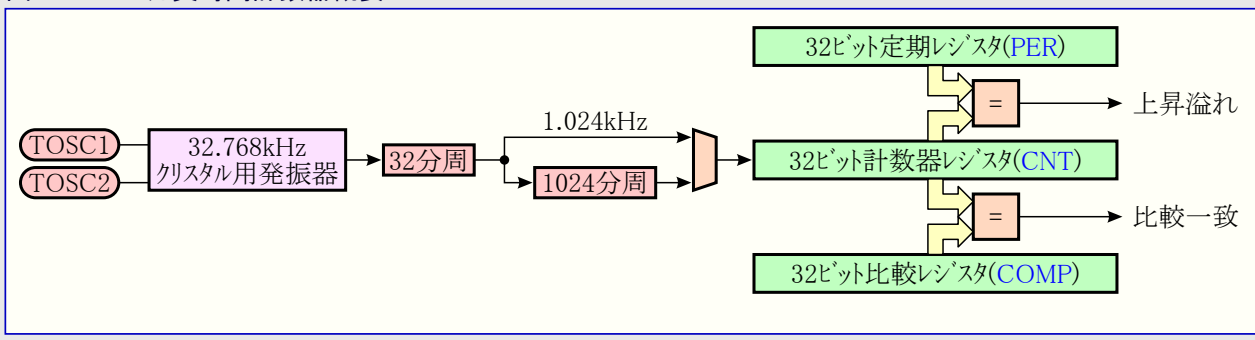 32ビット定期レジスタ(PER)
=
上昇溢れ
1.024kHz
TOSC1
TOSC2
32.768kHz
クリスタル用発振器
32分周
1024分周
32ビット計数器レジスタ(CNT)
=
比較一致
32ビット比較レジスタ(COMP)